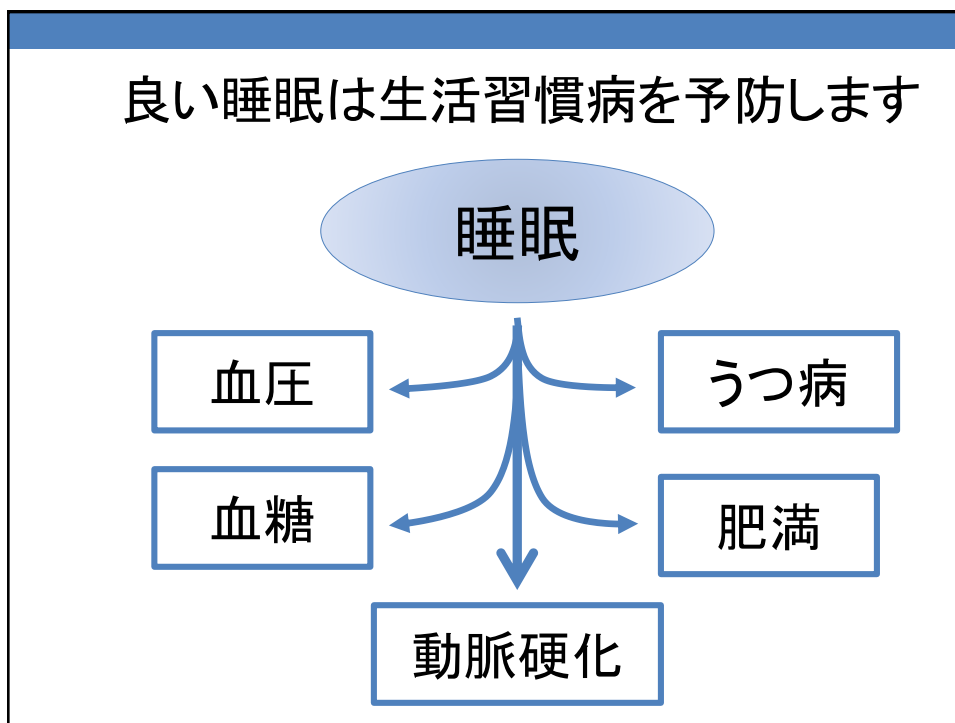 良い睡眠は生活習慣病を予防します
睡眠
血圧
うつ病
血糖
肥満
動脈硬化